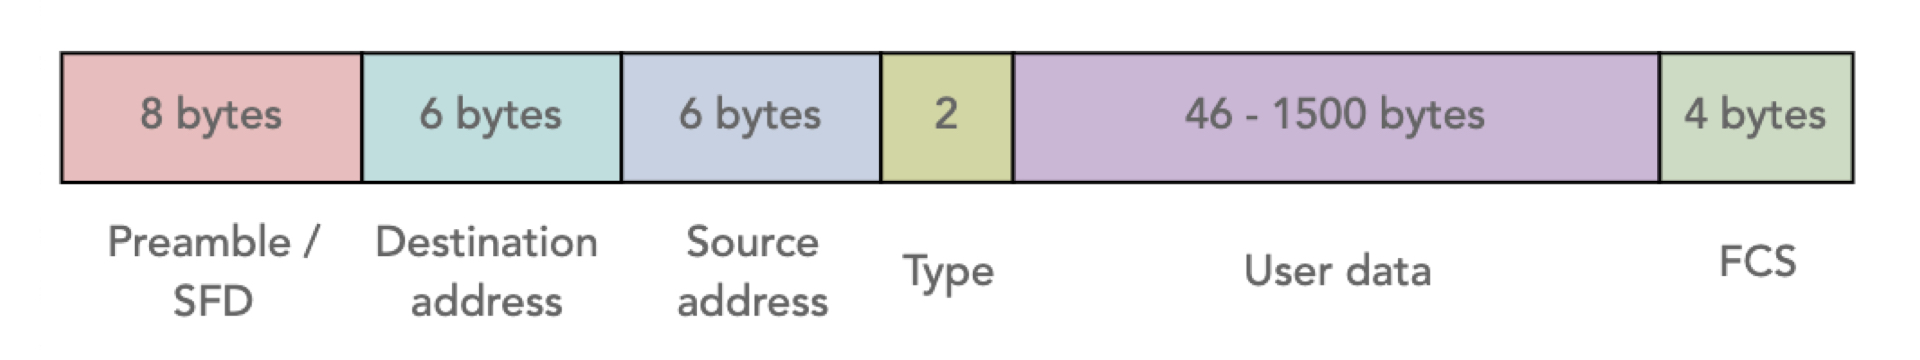 8 bytes
6 bytes
6 bytes
2
46 - 1500 bytes
4 bytes
Preamble /
SFD
Destination
address
Source
address
Type
User data
FCS